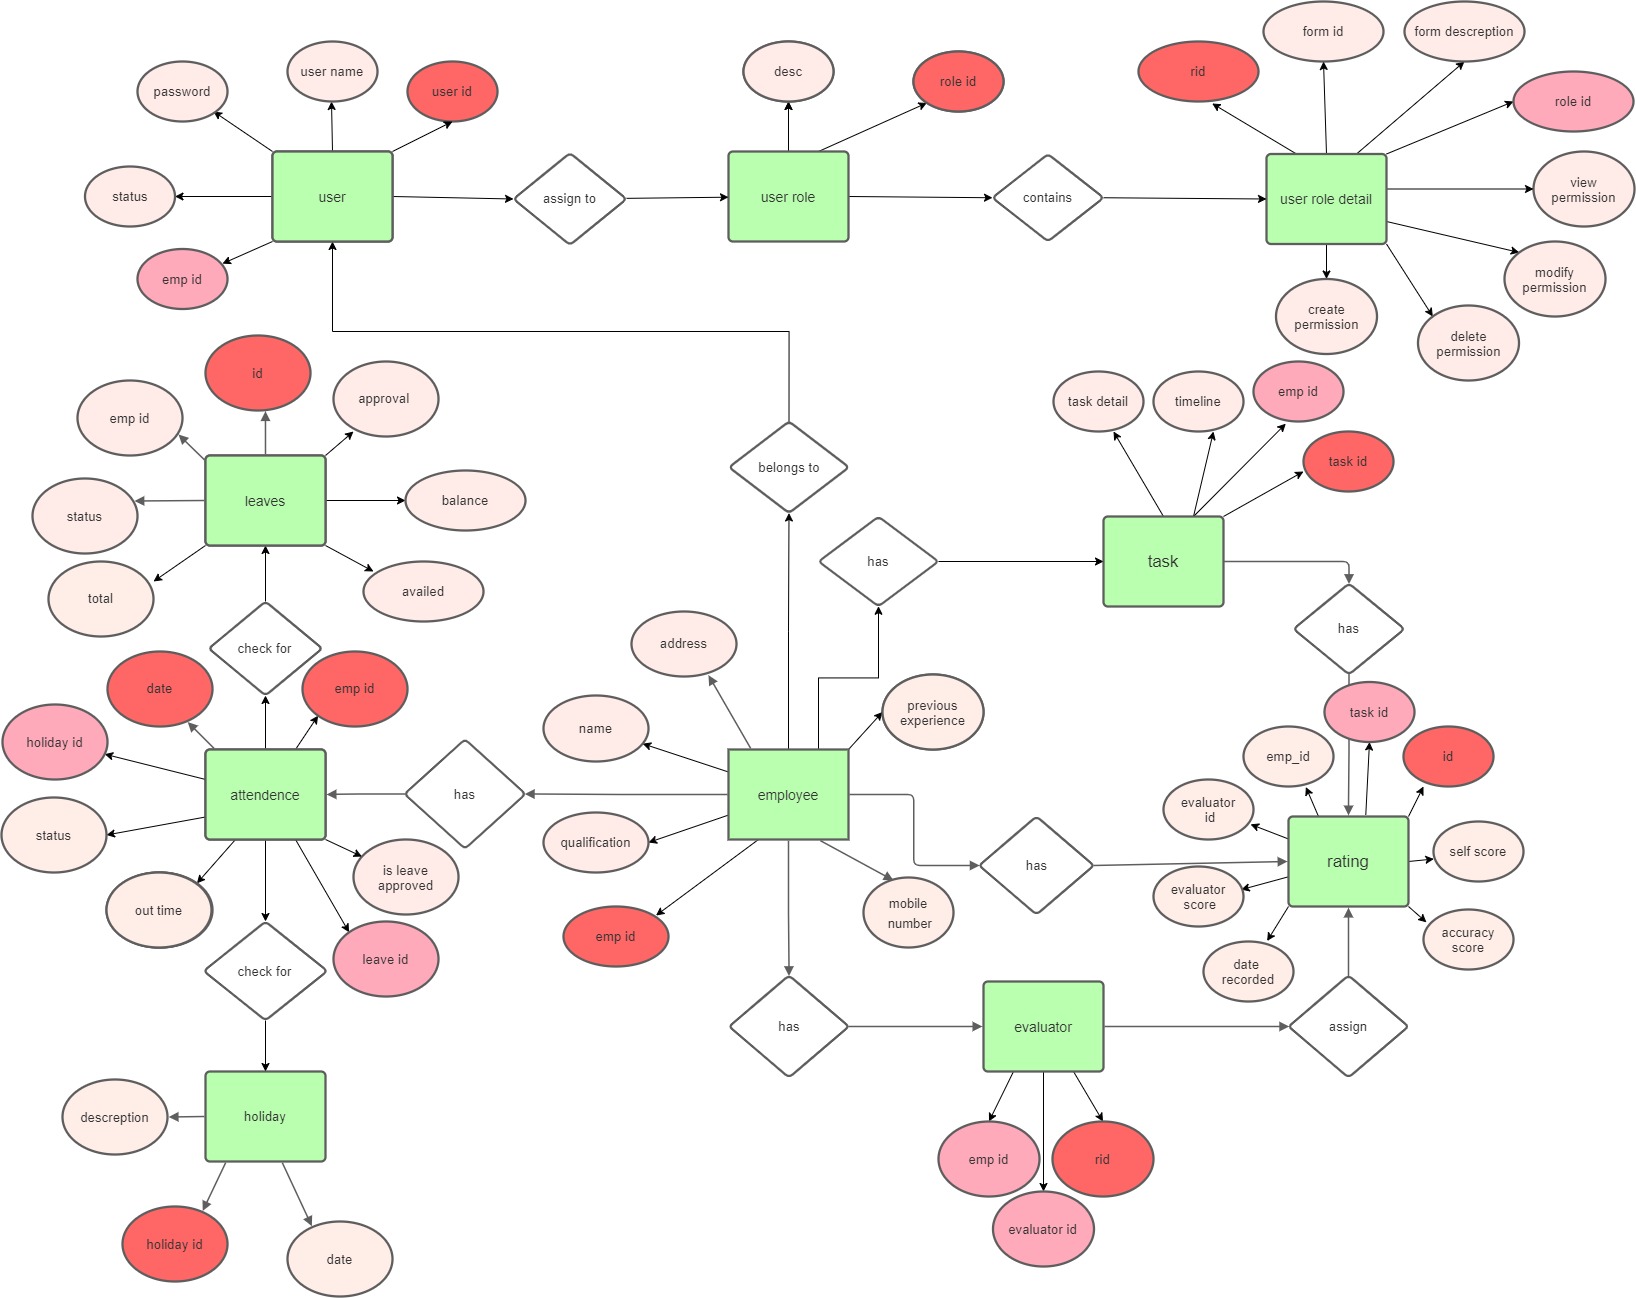 form id
form descreption
rid
role id
view
permission
modify
permission
delete
permission
create
permission
user role detail
contains
desc
role id
user role
assign to
password
user name
user id
status
user
emp id
id
approval
emp id
leaves
balance
status
availed
total
check for
belongs to
task detail
timeline
emp id
task id
has
task
has
date
emp id
holiday id
attendence
status
is leave
approved
out time
leave id
check for
has
address
name
previous
experience
employee
qualification
emp id
mobile
number
has
task id
emp_id
id
evaluator
id
rating
self score
evaluator
score
accuracy
score
date
recorded
has
evaluator
assign
emp id
rid
evaluator id
holiday
descreption
holiday id
date